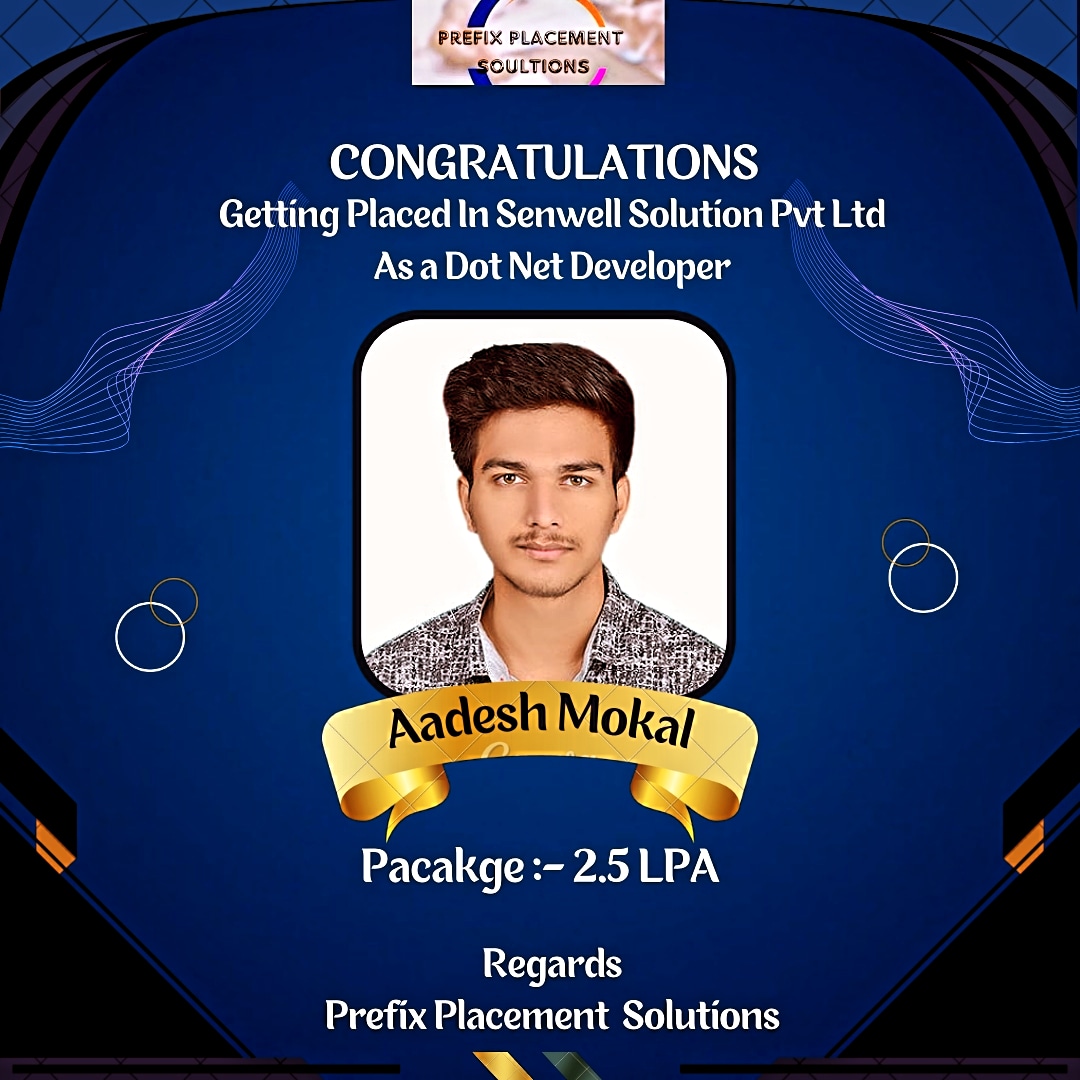 PREFIX PLACEMENT
SOULTIONS
CONGRATULATIONS
Getting Placed In Senwell Solution Pvt Ltd
As a Dot Net Developer
Aadesh Mokal
Pacakge :- 2.5 LPA
Regards
Prefix Placement Solutions